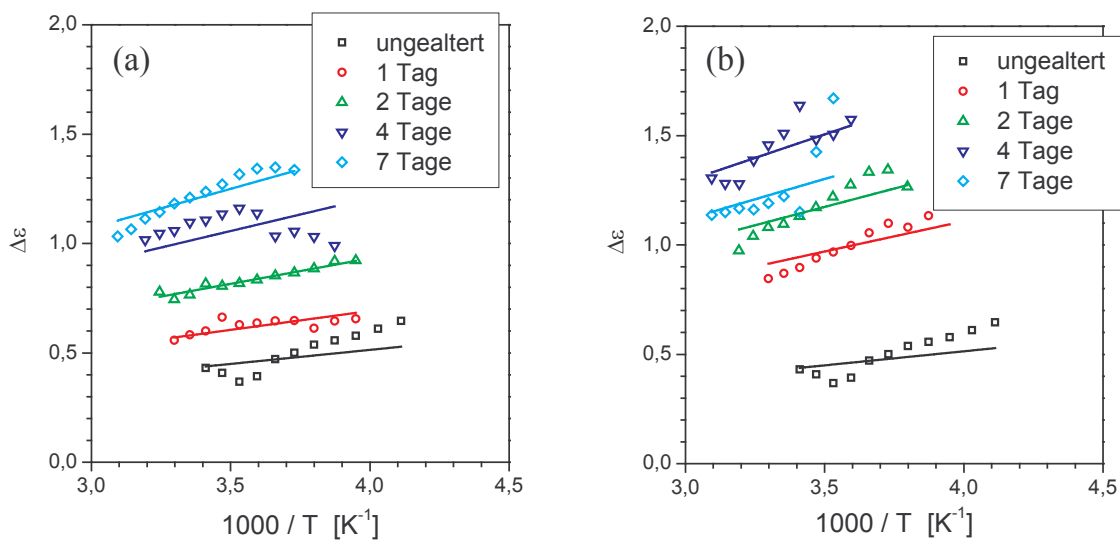 (a)
ungealtert
1 Tag
2 Tage
4 Tage
7 Tage
2,0
1,5
1,0
0,5
0,0
Δε
3,0 3,5 4,0 4,5
1000 / T [K⁻¹]
(b)
ungealtert
1 Tag
2 Tage
4 Tage
7 Tage
2,0
1,5
1,0
0,5
0,0
Δε
3,0 3,5 4,0 4,5
1000 / T [K⁻¹]